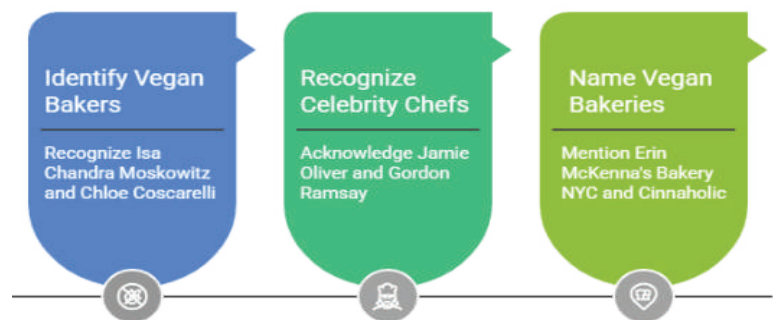 Identify Vegan
Bakers
Recognize Isa
Chandra Moskowitz
and Chloe Coscarelli
Recognize
Celebrity Chefs
Acknowledge Jamie
Oliver and Gordon
Ramsay
Name Vegan
Bakeries
Mention Erin
McKenna's Bakery
NYC and Cinnaholic